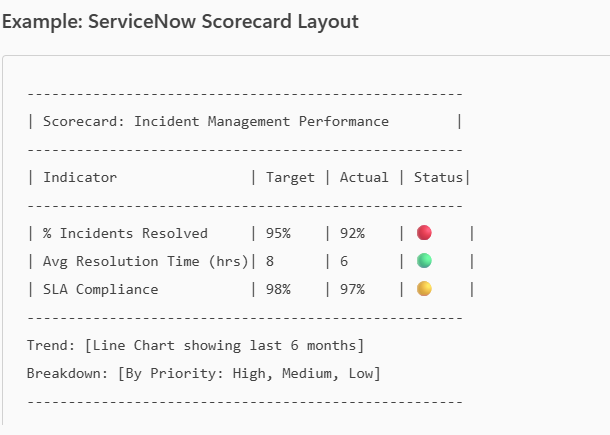 Example: ServiceNow Scorecard Layout
-----------------------------------------------------
| Scorecard: Incident Management Performance        |
-----------------------------------------------------
| Indicator                | Target | Actual | Status|
-----------------------------------------------------
| % Incidents Resolved     | 95%    | 92%    | 🔴    |
| Avg Resolution Time (hrs)| 8      | 6      | 🟢    |
| SLA Compliance           | 98%    | 97%    | 🟡    |
-----------------------------------------------------
Trend: [Line Chart showing last 6 months]
Breakdown: [By Priority: High, Medium, Low]
-----------------------------------------------------